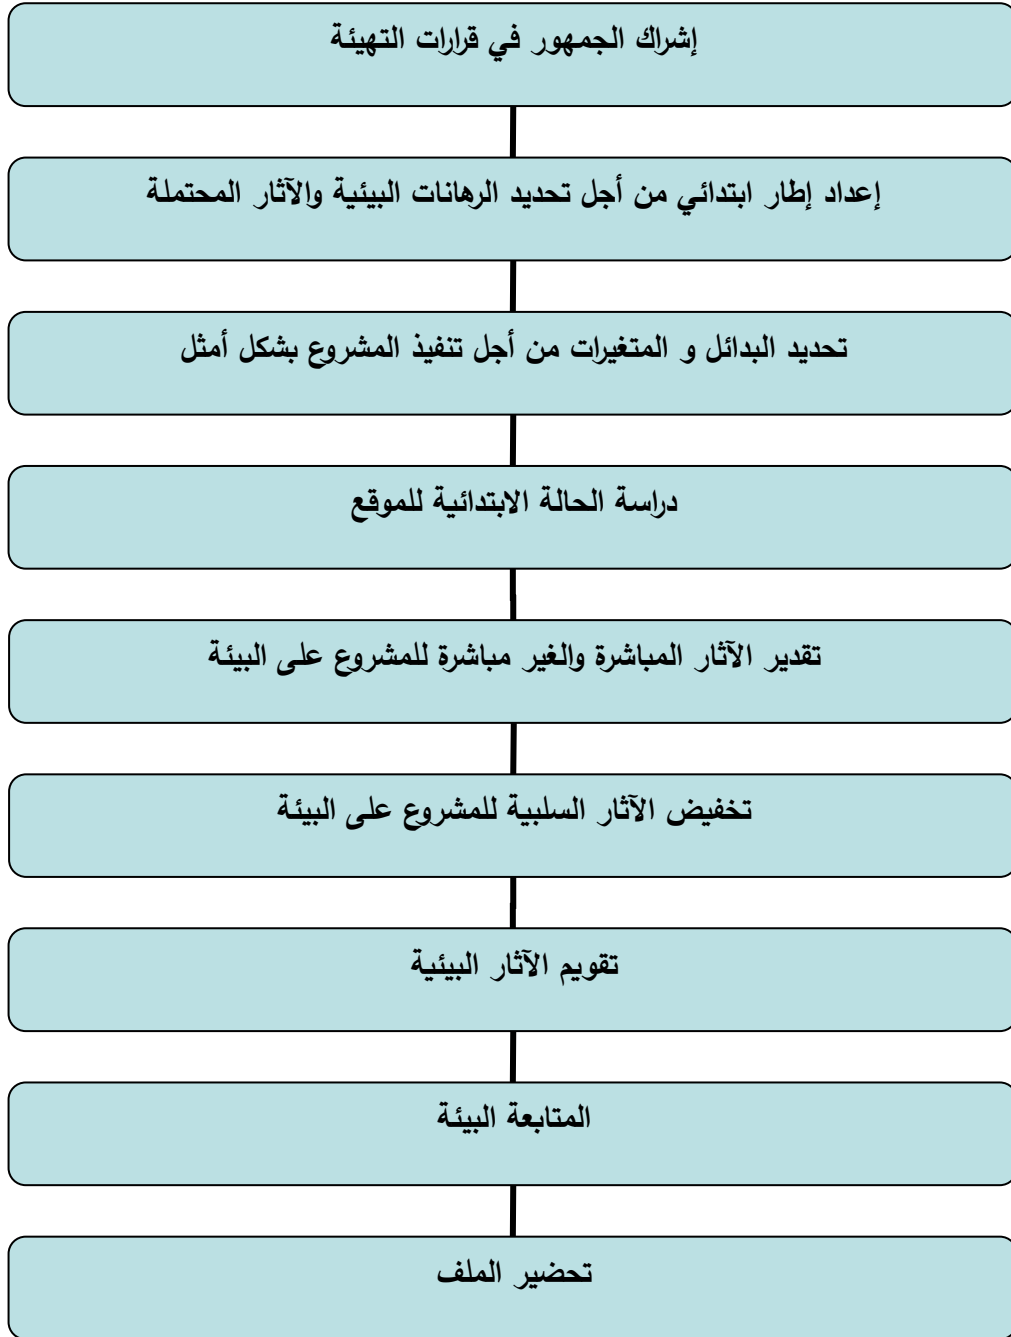 إشراك الجمهور في قرارات التهيئة
إعداد إطار ابتدائي من أجل تحديد الرهانات البيئية والآثار المحتملة
تحديد البدائل و المتغيرات من أجل تنفيذ المشروع بشكل أمثل
دراسة الحالة الابتدائية للموقع
تقدير الآثار المباشرة والغير مباشرة للمشروع على البيئة
تخفيض الآثار السلبية للمشروع على البيئة
تقويم الآثار البيئية
المتابعة البيئة
تحضير الملف